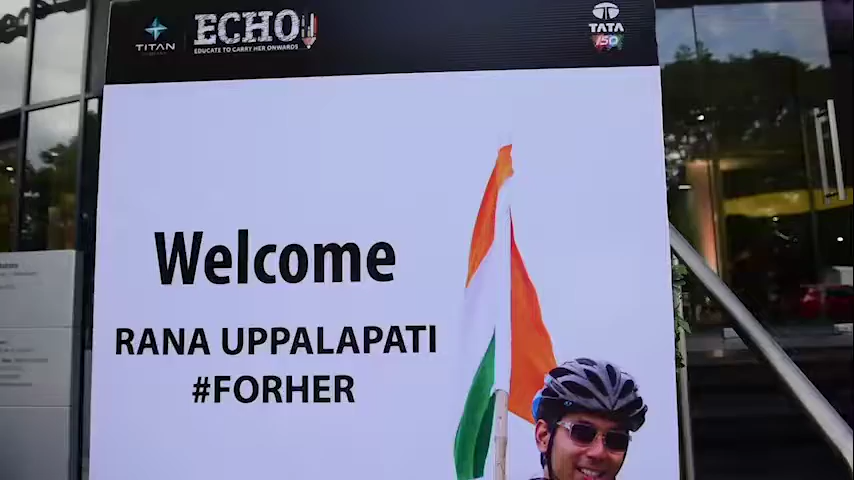 TITAN
ECHO
EDUCATE TO CARRY HER ONWARDS
TATA
150
Welcome
RANA UPPALAPATI
#FORHER